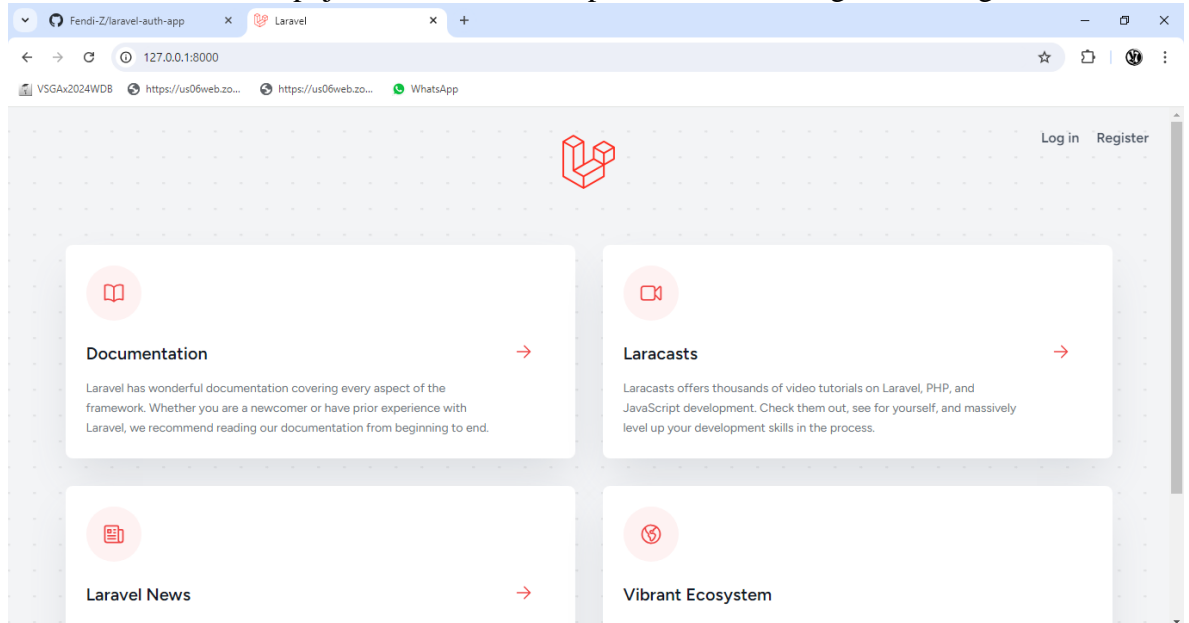 Fendi-Z/laravel-auth-app
Laravel
127.0.0.1:8000
VSGAx2024WDB https://us06web.zo... https://us06web.zo... WhatsApp
Log in Register
Documentation
Laravel has wonderful documentation covering every aspect of the
framework. Whether you are a newcomer or have prior experience with
Laravel, we recommend reading our documentation from beginning to end.
Laracasts
Laracasts offers thousands of video tutorials on Laravel, PHP, and
JavaScript development. Check them out, see for yourself, and massively
level up your development skills in the process.
Laravel News
Vibrant Ecosystem